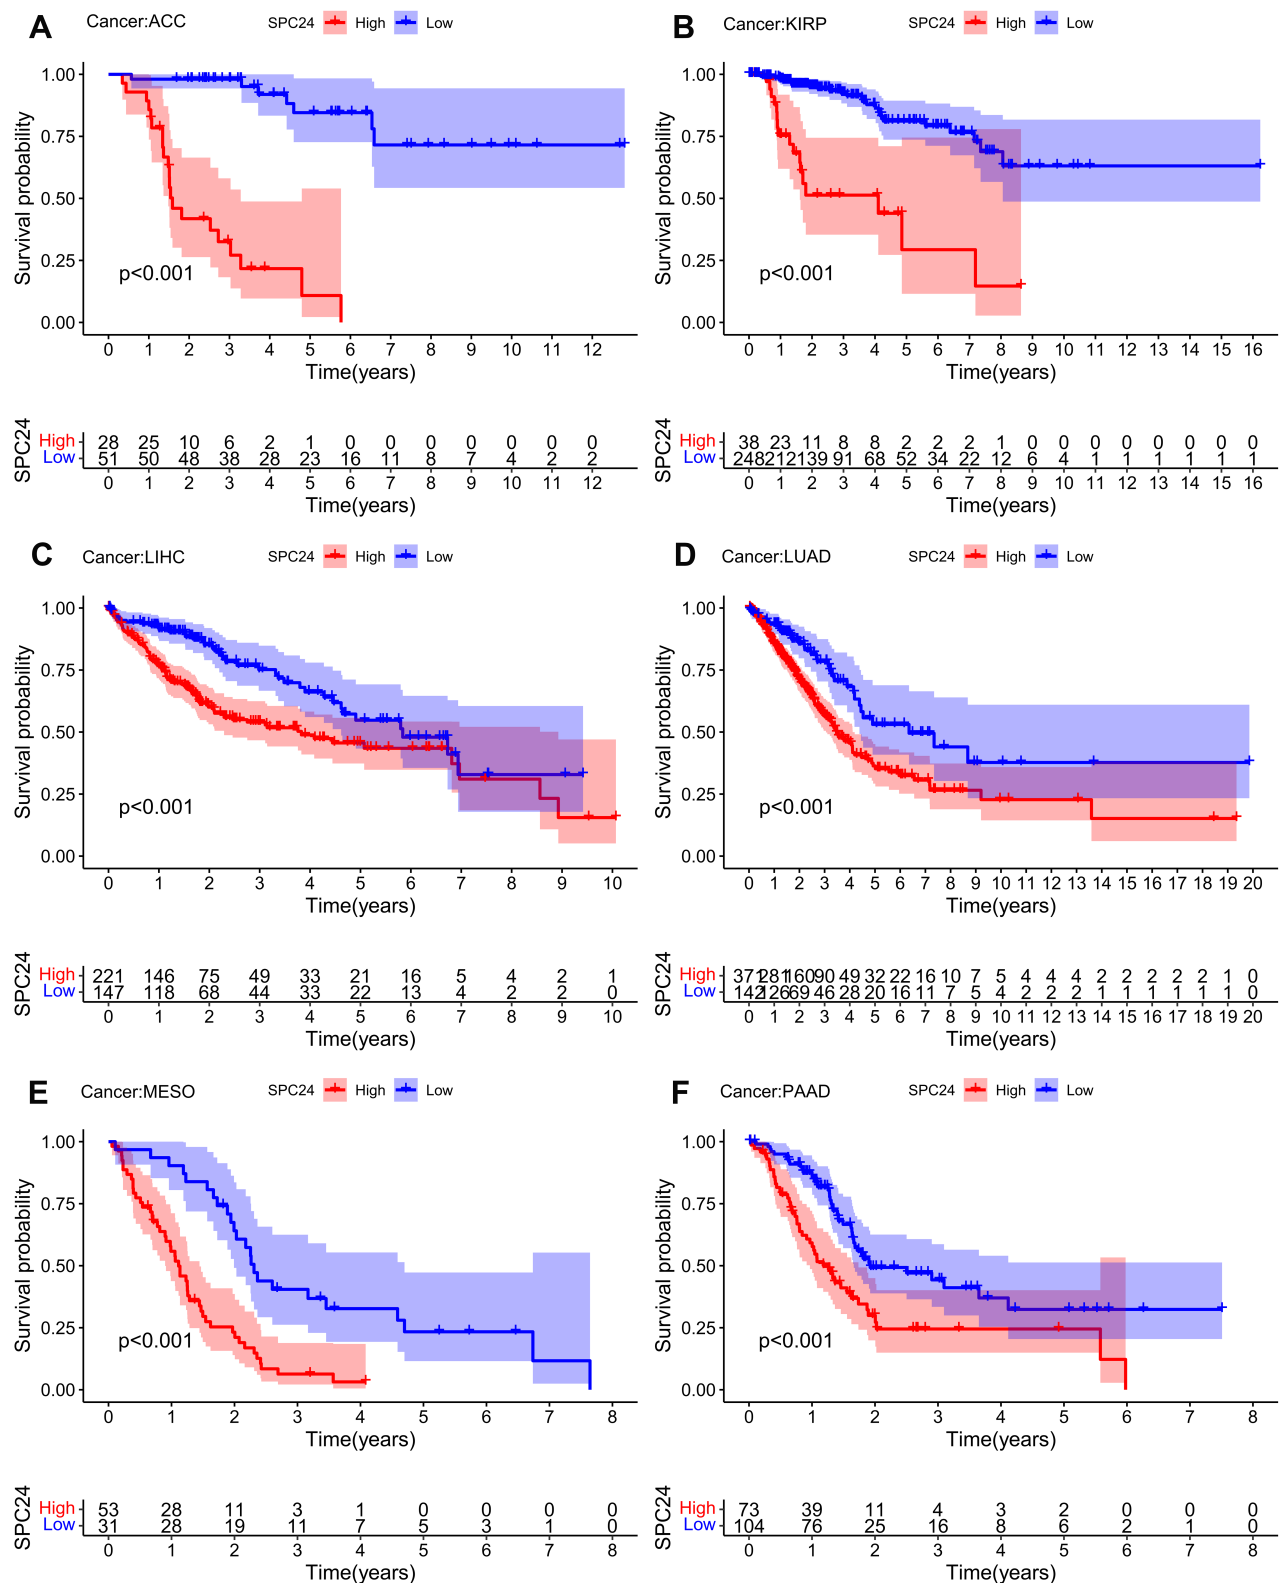 A Cancer:ACC SPC24 High Low
Survival probability
1.00
0.75
0.50
0.25
0.00
p<0.001
0 1 2 3 4 5 6 7 8 9 10 11 12
Time(years)
SPC24
High 28 25 10 6 2 1 0 0 0 0 0 0 0
Low 51 50 48 38 28 23 16 11 8 7 4 2 2
0 1 2 3 4 5 6 7 8 9 10 11 12
Time(years)
B Cancer:KIRP SPC24 High Low
Survival probability
1.00
0.75
0.50
0.25
0.00
p<0.001
0 1 2 3 4 5 6 7 8 9 10 11 12 13 14 15 16
Time(years)
SPC24
High 38 23 11 8 8 2 2 2 1 0 0 0 0 0 0 0 0
Low 248 212 139 91 68 52 34 22 12 6 4 1 1 1 1 1 1
0 1 2 3 4 5 6 7 8 9 10 11 12 13 14 15 16
Time(years)
C Cancer:LIHC SPC24 High Low
Survival probability
1.00
0.75
0.50
0.25
0.00
p<0.001
0 1 2 3 4 5 6 7 8 9 10
Time(years)
SPC24
High 221 146 75 49 33 21 16 5 4 2 1
Low 147 118 68 44 33 22 13 4 2 2 0
0 1 2 3 4 5 6 7 8 9 10
Time(years)
D Cancer:LUAD SPC24 High Low
Survival probability
1.00
0.75
0.50
0.25
0.00
p<0.001
0 1 2 3 4 5 6 7 8 9 10 11 12 13 14 15 16 17 18 19 20
Time(years)
SPC24
High 371 281 160 90 49 32 22 16 10 7 5 4 4 4 2 2 2 2 2 1 0
Low 142 126 69 46 28 20 16 11 7 5 4 2 2 2 1 1 1 1 1 1 0
0 1 2 3 4 5 6 7 8 9 10 11 12 13 14 15 16 17 18 19 20
Time(years)
E Cancer:MESO SPC24 High Low
Survival probability
1.00
0.75
0.50
0.25
0.00
p<0.001
0 1 2 3 4 5 6 7 8
Time(years)
SPC24
High 53 28 11 3 1 0 0 0 0
Low 31 28 19 11 7 5 3 1 0
0 1 2 3 4 5 6 7 8
Time(years)
F Cancer:PAAD SPC24 High Low
Survival probability
1.00
0.75
0.50
0.25
0.00
p<0.001
0 1 2 3 4 5 6 7 8
Time(years)
SPC24
High 73 39 11 4 3 2 0 0 0
Low 104 76 25 16 8 6 2 1 0
0 1 2 3 4 5 6 7 8
Time(years)